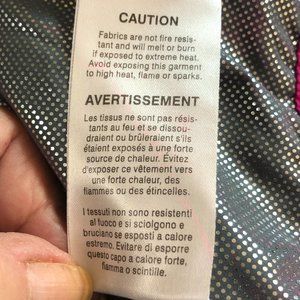 CAUTION
Fabrics are not fire resis-
tant and will melt or burn
if exposed to extreme heat.
Avoid exposing this garment
to high heat, flame or sparks.
AVERTISSEMENT
Les tissus ne sont pas résis-
tants au feu et se dissou-
draient ou brûleraient s'ils
étaient exposés à une forte
source de chaleur. Évitez
d'exposer ce vêtement vers
une forte chaleur, des
flammes ou des étincelles.
I tessuti non sono resistenti
al fuoco e si sciolgono e
bruciano se esposti a calore
estremo. Evitare di esporre
questo capo a calore forte,
fiamma o scintille.